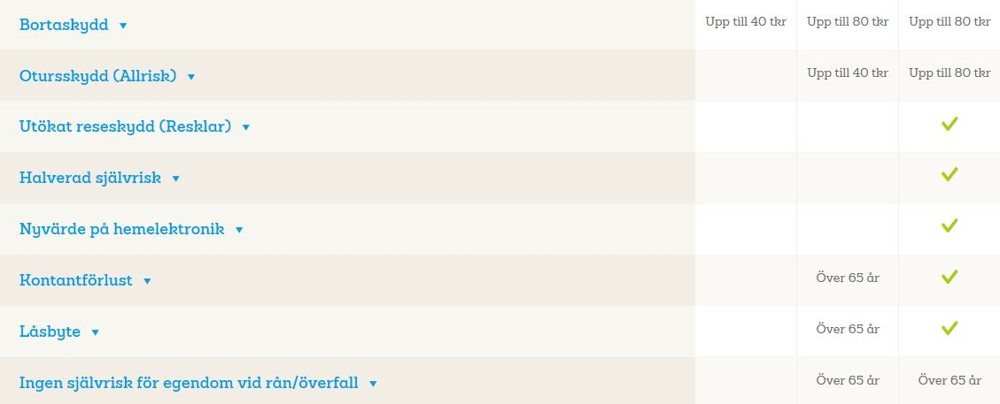 Bortaskydd Upp till 40 tkr Upp till 80 tkr Upp till 80 tkr
Otursskydd (Allrisk) Upp till 40 tkr Upp till 80 tkr
Utökat reseskydd (Resklar)
Halverad självrisk
Nyvärde på hemelektronik
Kontantförlust Över 65 år
Låsbyte Över 65 år
Ingen självrisk för egendom vid rån/överfall Över 65 år Över 65 år